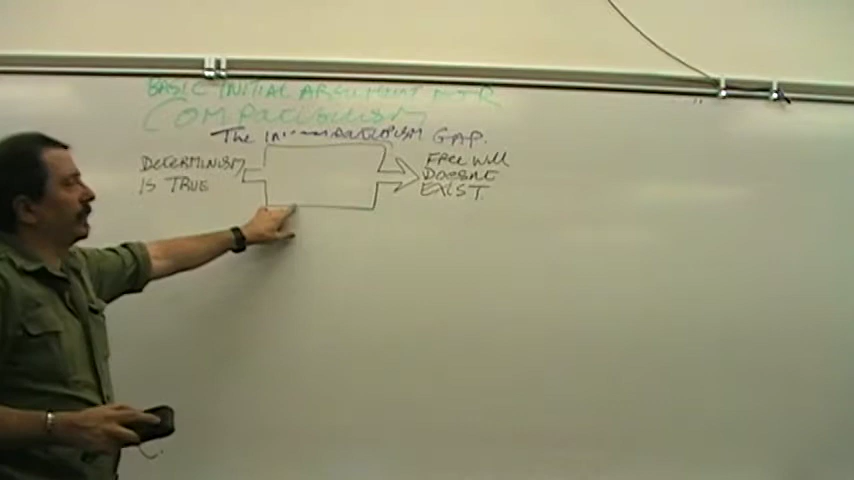 BASIC INITIAL ARGUMENT FOR
COMPATIBILISM
The INCOMPATIBILISM GAP.
DETERMINISM
IS TRUE
FREE WILL
DOESN'T
EXIST.